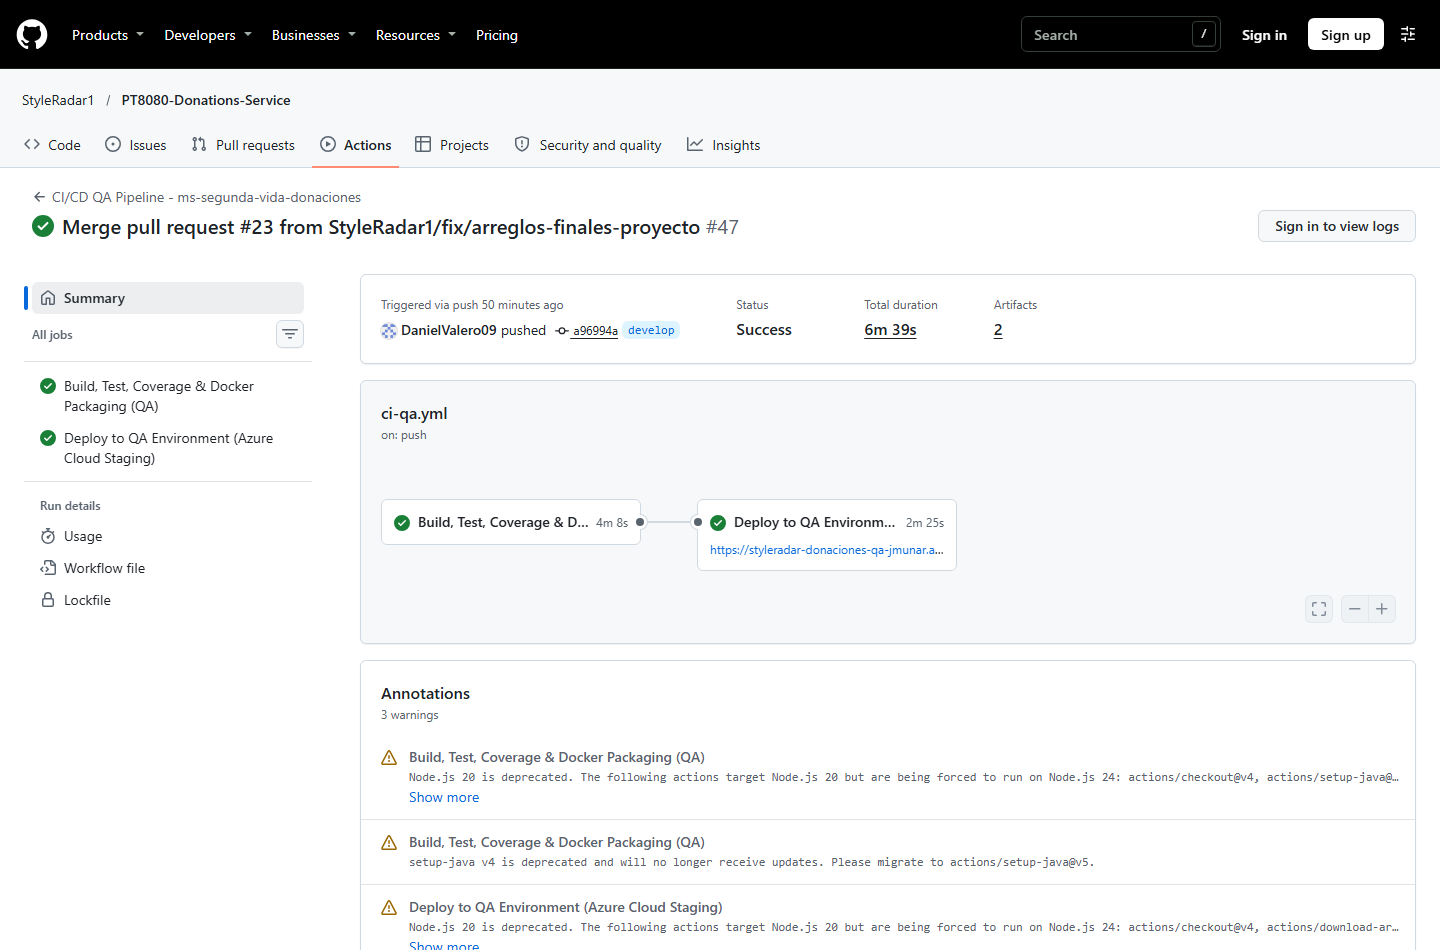 Products Developers Businesses Resources Pricing Search / Sign in Sign up
StyleRadar1 / PT8080-Donations-Service
Code Issues Pull requests Actions Projects Security and quality Insights
CI/CD QA Pipeline - ms-segunda-vida-donaciones
Merge pull request #23 from StyleRadar1/fix/arreglos-finales-proyecto #47
Sign in to view logs
Summary
All jobs
Build, Test, Coverage & Docker
Packaging (QA)
Deploy to QA Environment (Azure
Cloud Staging)
Run details
Usage
Workflow file
Lockfile
Triggered via push 50 minutes ago
DanielValero09 pushed a96994a develop
Status
Success
Total duration
6m 39s
Artifacts
2
ci-qa.yml
on: push
Build, Test, Coverage & D... 4m 8s
Deploy to QA Environm... 2m 25s
https://styleradar-donaciones-qa-jmunar.a...
Annotations
3 warnings
Build, Test, Coverage & Docker Packaging (QA)
Node.js 20 is deprecated. The following actions target Node.js 20 but are being forced to run on Node.js 24: actions/checkout@v4, actions/setup-java@…
Show more
Build, Test, Coverage & Docker Packaging (QA)
setup-java v4 is deprecated and will no longer receive updates. Please migrate to actions/setup-java@v5.
Deploy to QA Environment (Azure Cloud Staging)
Node.js 20 is deprecated. The following actions target Node.js 20 but are being forced to run on Node.js 24: actions/checkout@v4, actions/download-ar…
Show more